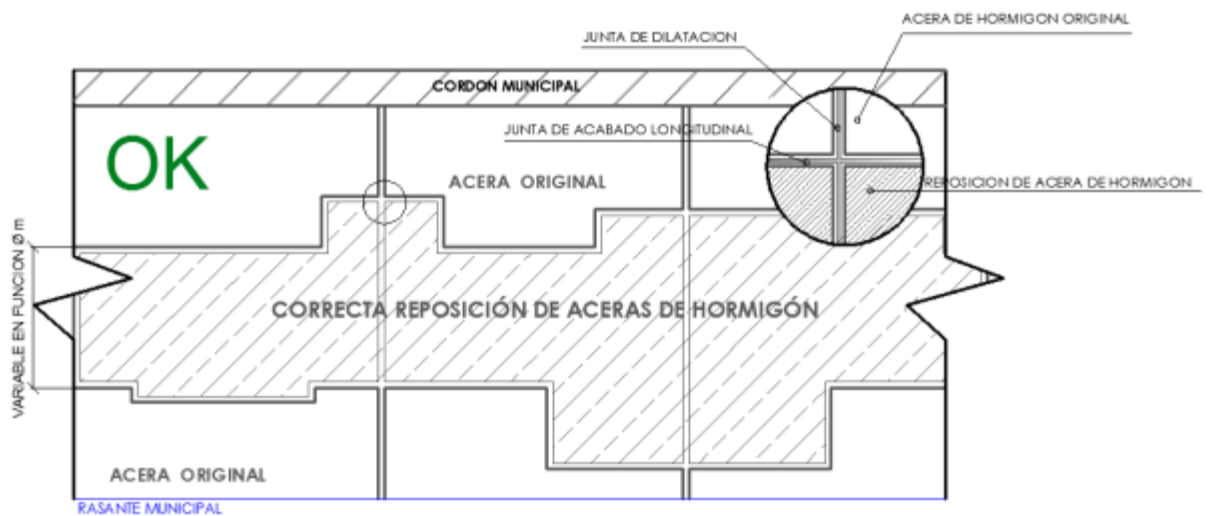 ACERA DE HORMIGON ORIGINAL
JUNTA DE DILATACION
CORDON MUNICIPAL
JUNTA DE ACABADO LONGITUDINAL
OK
ACERA ORIGINAL
REPOSICION DE ACERA DE HORMIGON
VARIABLE EN FUNCION Ø m
CORRECTA REPOSICIÓN DE ACERAS DE HORMIGÓN
ACERA ORIGINAL
RASANTE MUNICIPAL